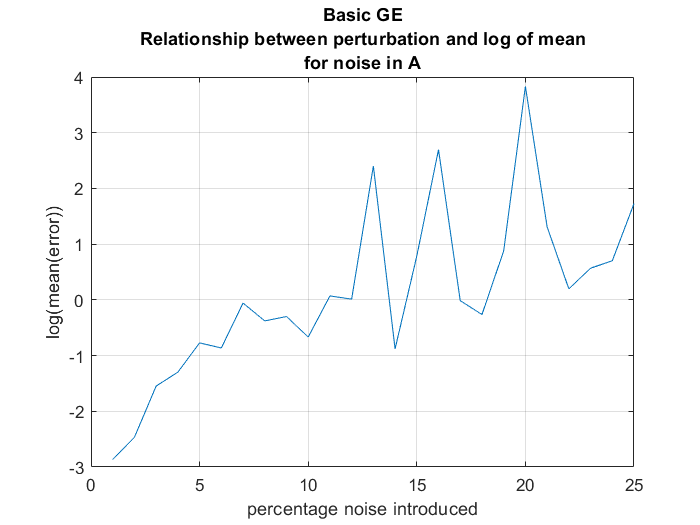 Basic GE
Relationship between perturbation and log of mean
for noise in A
4
3
2
1
0
-1
-2
-3
log(mean(error))
0 5 10 15 20 25
percentage noise introduced